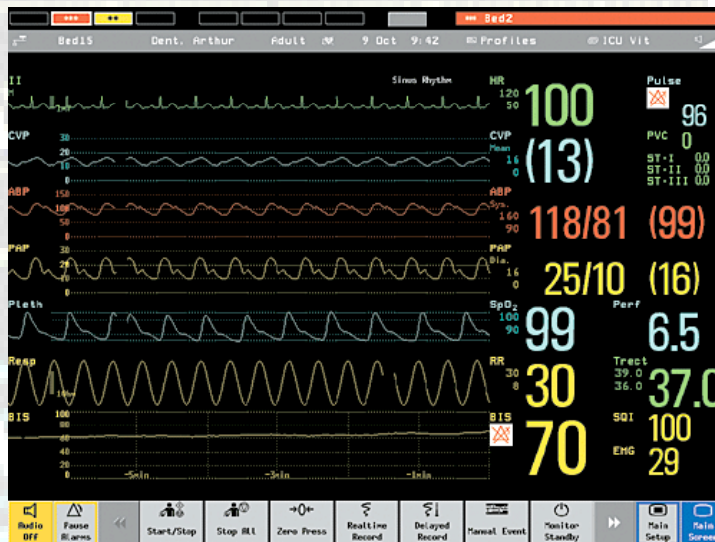 *** ** *** Bed2
Bed15 Dent. Arthur Adult 9 Oct 9:42 Profiles ICU Vit
II Sinus Rhythm HR 120 50 100 Pulse 96
M
1mV
CVP 30 20 10 0 CVP Mean 16 0 (13) PVC 0
ST-I 0.0
ST-II 0.0
ST-III 0.0
ABP 150 100 50 0 ABP Sys. 160 90 118/81 (99)
PAP 30 20 10 0 PAP Dia. 16 0 25/10 (16)
Pleth SpO2 100 90 99 Perf 6.5
Resp RR 30 8 30 Trect 39.0 36.0 37.0
BIS 100 80 60 40 20 0 BIS 70 SQI 100
EMG 29
-5min -3min -1min
Audio Off Pause Alarms Start/Stop Stop All Zero Press Realtime Record Delayed Record Manual Event Monitor Standby Main Setup Main Screen